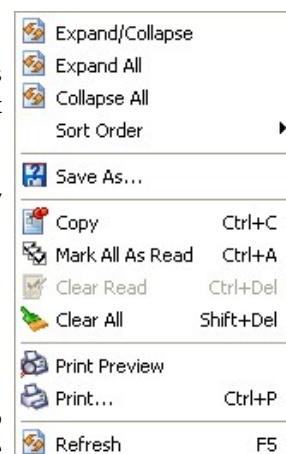 Expand/Collapse
Expand All
Collapse All
Sort Order
Save As...
Copy Ctrl+C
Mark All As Read Ctrl+A
Clear Read Ctrl+Del
Clear All Shift+Del
Print Preview
Print... Ctrl+P
Refresh F5